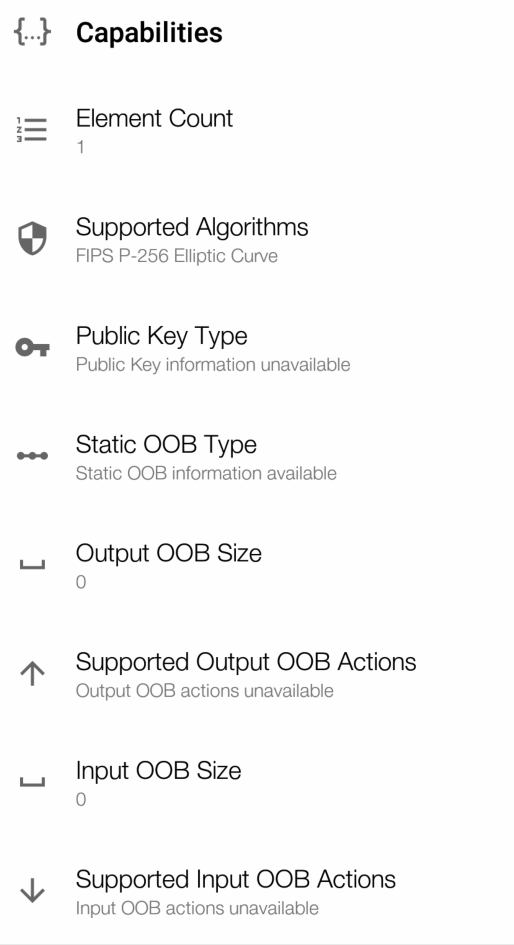 {...} Capabilities
Element Count
1
Supported Algorithms
FIPS P-256 Elliptic Curve
Public Key Type
Public Key information unavailable
Static OOB Type
Static OOB information available
Output OOB Size
0
Supported Output OOB Actions
Output OOB actions unavailable
Input OOB Size
0
Supported Input OOB Actions
Input OOB actions unavailable